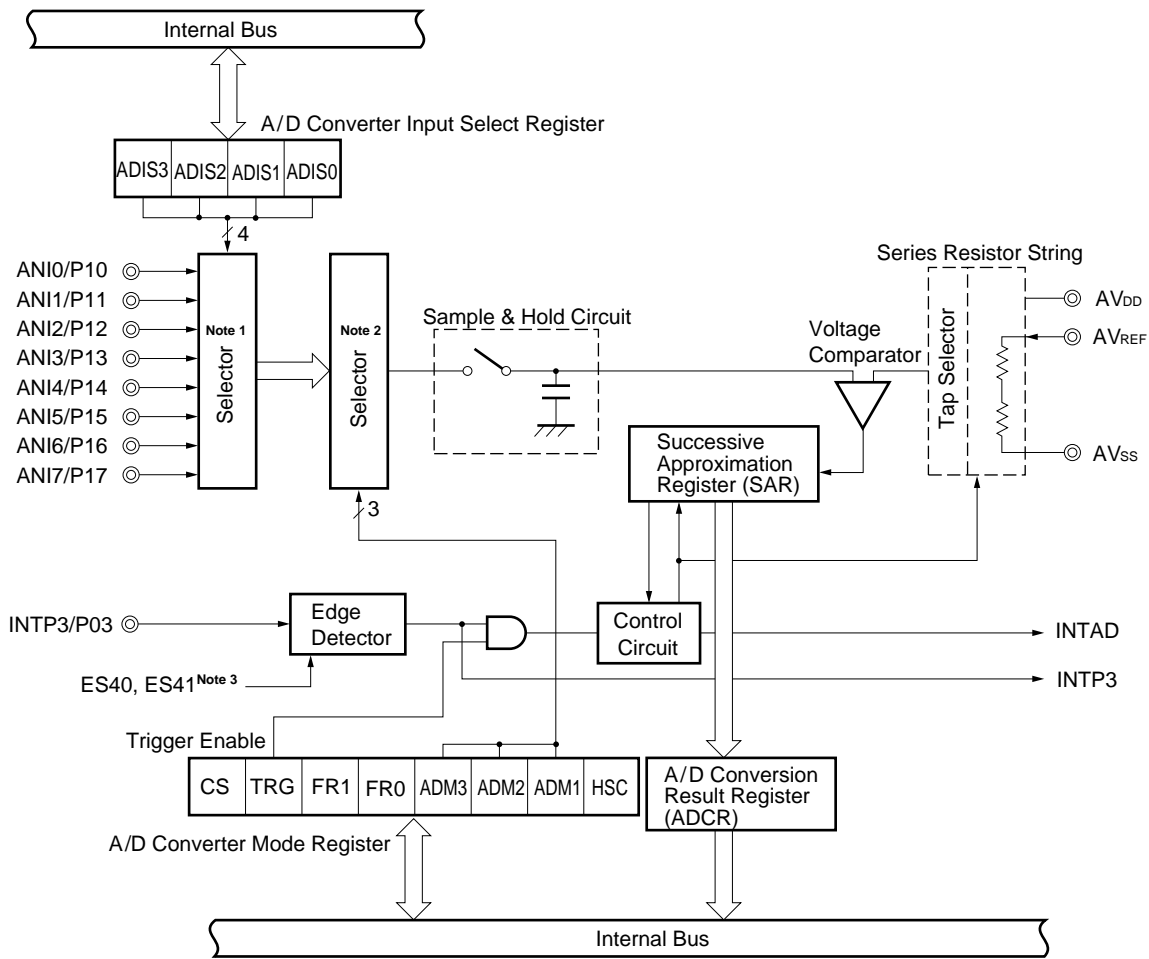 Internal Bus
A/D Converter Input Select Register
ADIS3 ADIS2 ADIS1 ADIS0
4
ANI0/P10
ANI1/P11
ANI2/P12
ANI3/P13
ANI4/P14
ANI5/P15
ANI6/P16
ANI7/P17
Note 1
Selector
Note 2
Selector
3
Sample & Hold Circuit
Voltage
Comparator
Series Resistor String
Tap Selector
AVDD
AVREF
AVSS
Successive
Approximation
Register (SAR)
INTP3/P03
Edge
Detector
ES40, ES41 Note 3
Control
Circuit
INTAD
INTP3
Trigger Enable
CS TRG FR1 FR0 ADM3 ADM2 ADM1 HSC
A/D Converter Mode Register
A/D Conversion
Result Register
(ADCR)
Internal Bus